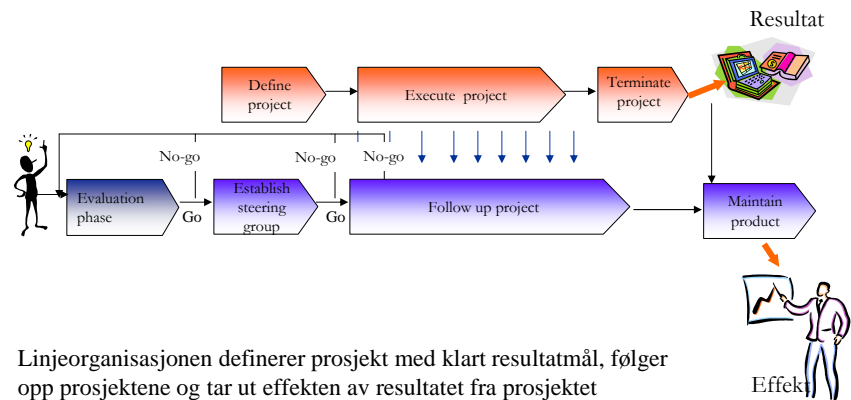 Resultat
Define
project
Execute project
Terminate
project
No-go
No-go
No-go
Evaluation
phase
Go
Establish
steering
group
Go
Follow up project
Maintain
product
Linjeorganisasjonen definerer prosjekt med klart resultatmål, følger
opp prosjektene og tar ut effekten av resultatet fra prosjektet
Effekt